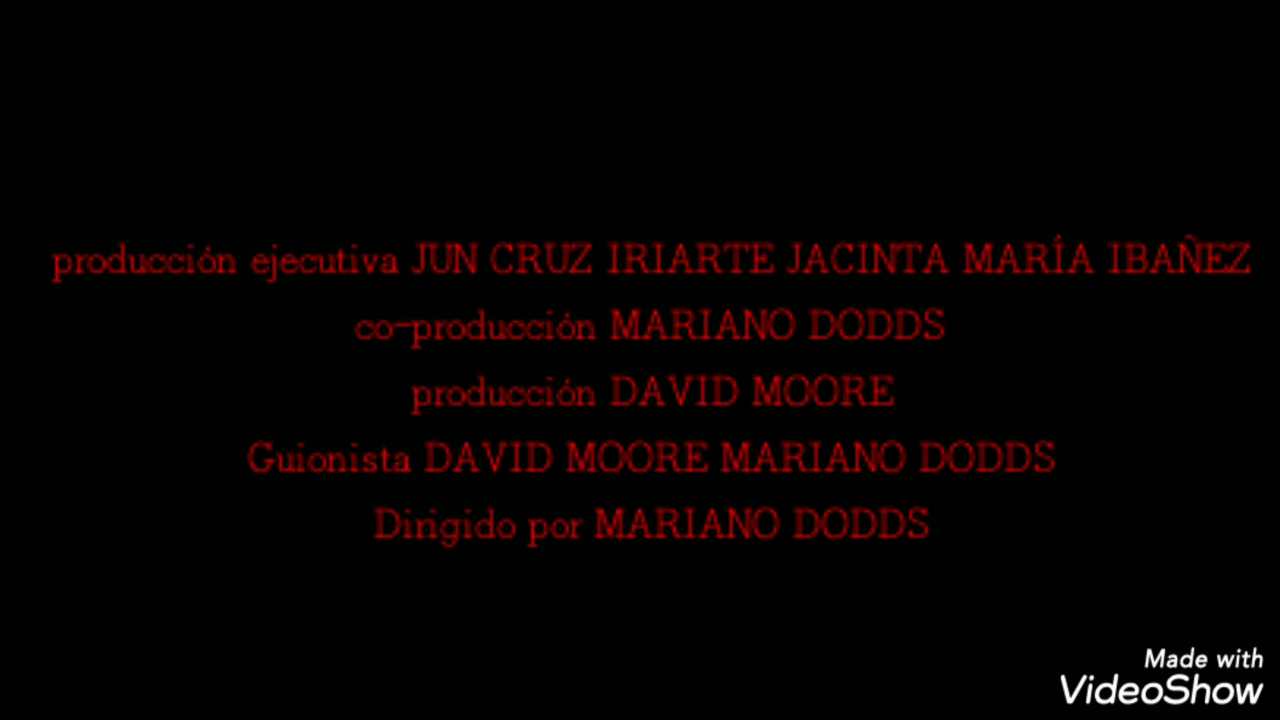 producción ejecutiva JUN CRUZ IRIARTE JACINTA MARÍA IBAÑEZ
co-producción MARIANO DODDS
producción DAVID MOORE
Guionista DAVID MOORE MARIANO DODDS
Dirigido por MARIANO DODDS
Made with
VideoShow